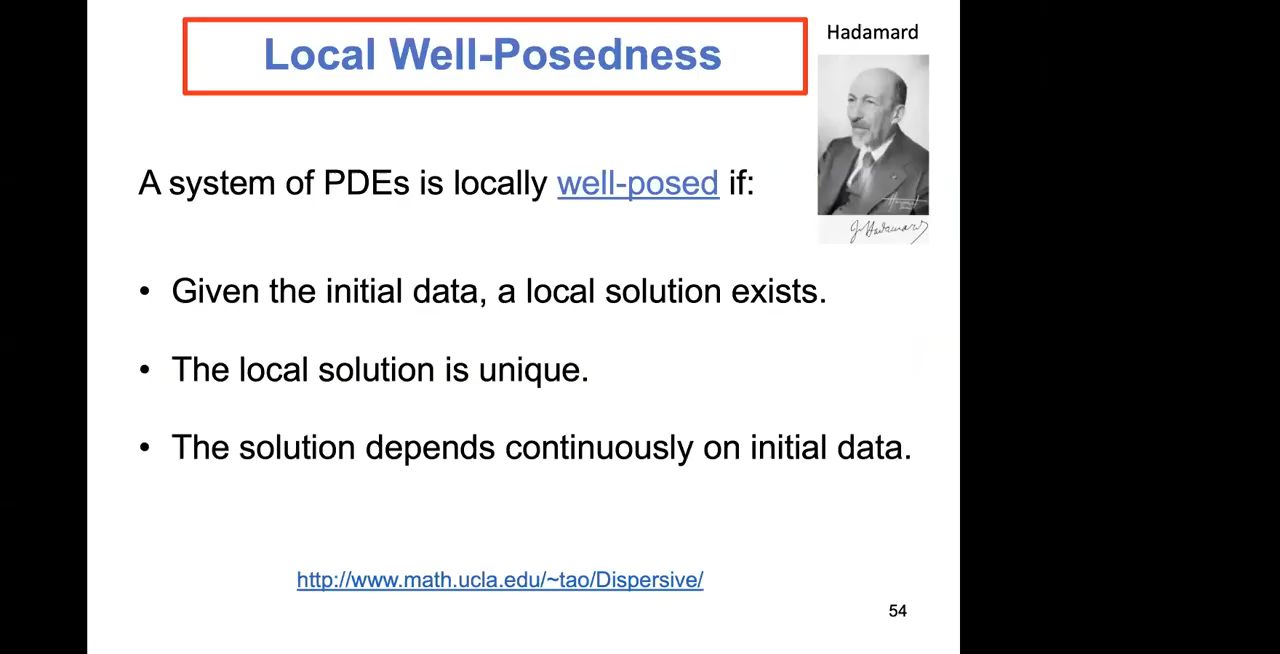 Local Well-Posedness
Hadamard
A system of PDEs is locally well-posed if:
• Given the initial data, a local solution exists.
• The local solution is unique.
• The solution depends continuously on initial data.
http://www.math.ucla.edu/~tao/Dispersive/
54